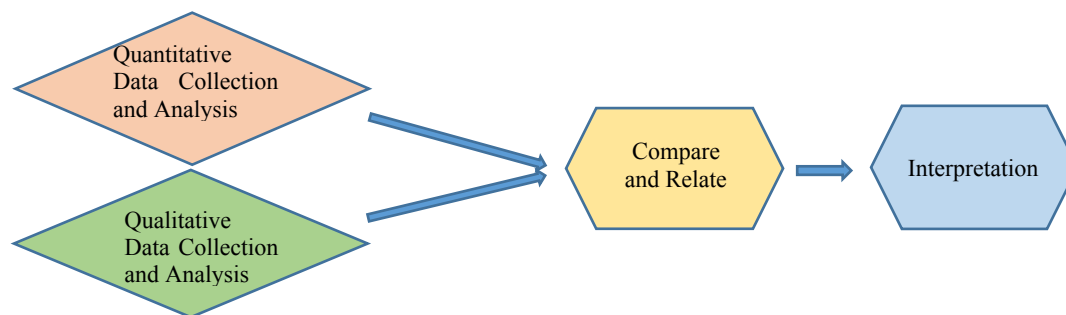 Quantitative
Data Collection
and Analysis
Qualitative
Data Collection
and Analysis
Compare
and Relate
Interpretation